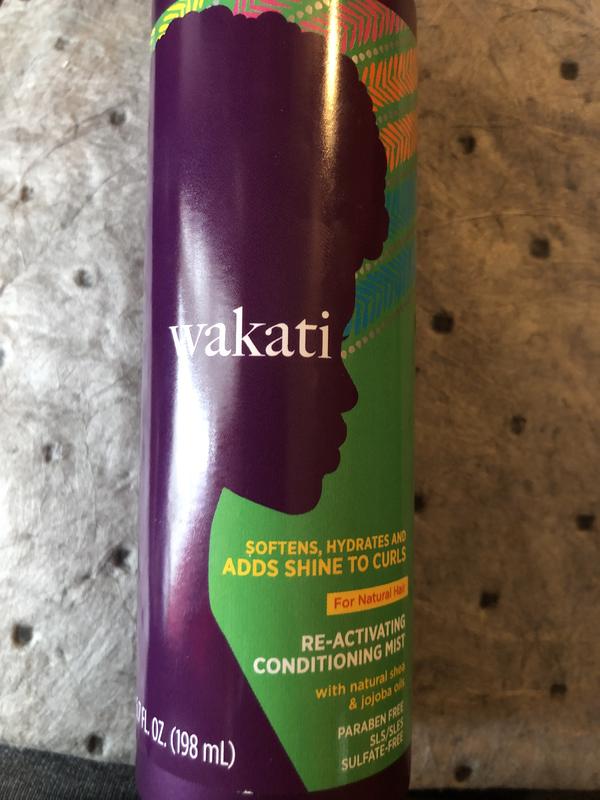 wakati
SOFTENS, HYDRATES AND
ADDS SHINE TO CURLS
For Natural Hair
RE-ACTIVATING
CONDITIONING MIST
with natural shea
& jojoba oils
PARABEN FREE
SLS/SLES
SULFATE-FREE
FL. OZ. (198 mL)